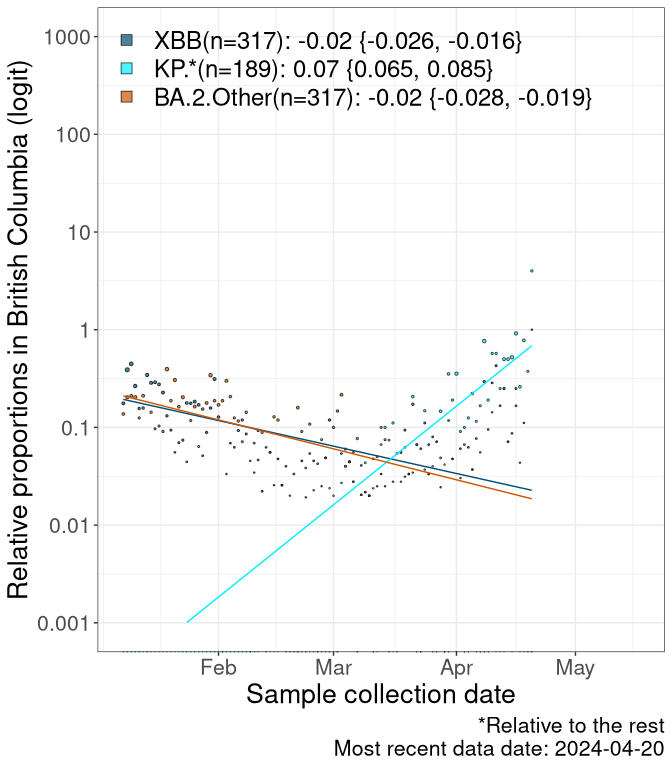 1000
100
10
1
0.1
0.01
0.001
Relative proportions in British Columbia (logit)
XBB(n=317): -0.02 {-0.026, -0.016}
KP.*(n=189): 0.07 {0.065, 0.085}
BA.2.Other(n=317): -0.02 {-0.028, -0.019}
Feb Mar Apr May
Sample collection date
*Relative to the rest
Most recent data date: 2024-04-20